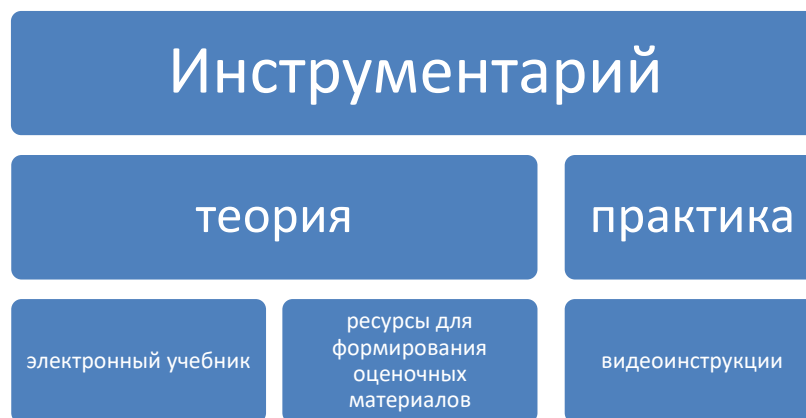 Инструментарий
теория
практика
электронный учебник
ресурсы для
формирования
оценочных
материалов
видеоинструкции